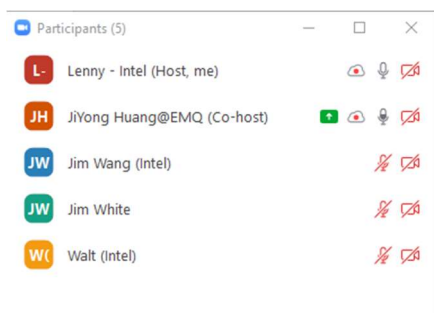 Participants (5)
L- Lenny - Intel (Host, me)
JH JiYong Huang@EMQ (Co-host)
JW Jim Wang (Intel)
JW Jim White
W( Walt (Intel)